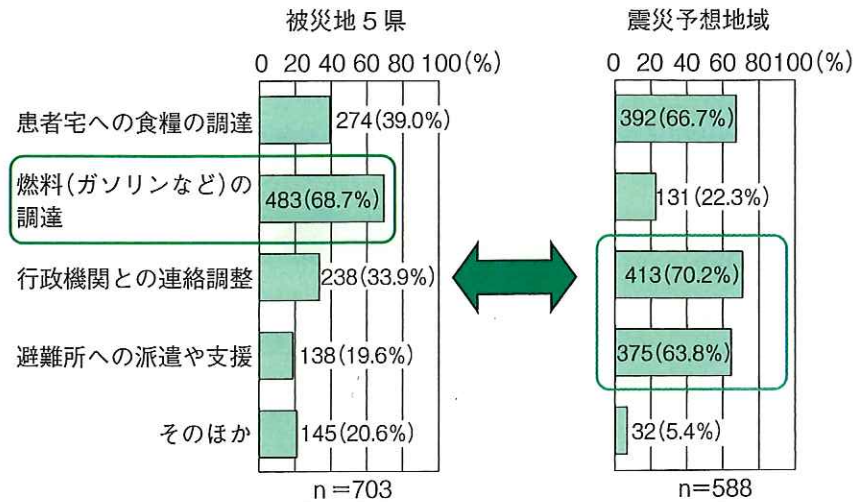 被災地5県
震災予想地域
0 20 40 60 80 100(%)
0 20 40 60 80 100(%)
患者宅への食糧の調達
274(39.0%)
392(66.7%)
燃料(ガソリンなど)の
調達
483(68.7%)
131(22.3%)
行政機関との連絡調整
238(33.9%)
413(70.2%)
避難所への派遣や支援
138(19.6%)
375(63.8%)
そのほか
145(20.6%)
32(5.4%)
n=703
n=588